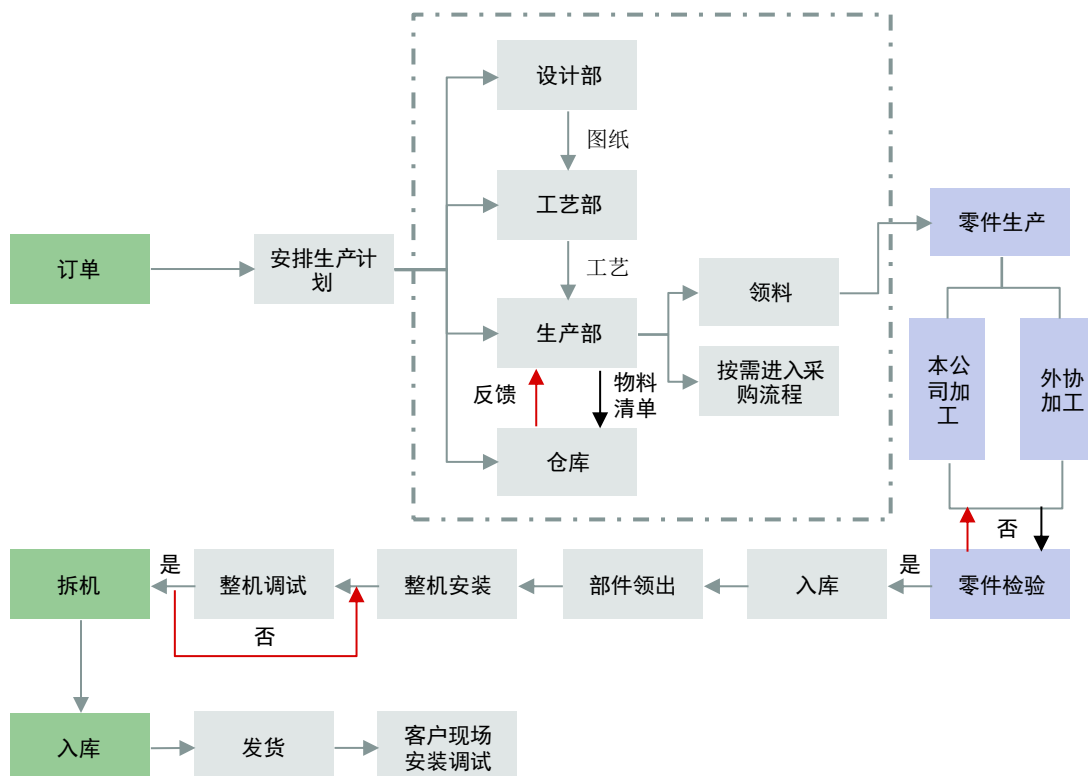 设计部
图纸
工艺部
工艺
订单
安排生产计
划
生产部
领料
按需进入采
购流程
反馈
物料
清单
仓库
零件生产
本公
司加
工
外协
加工
否
零件检验
是
入库
部件领出
整机安装
整机调试
是
否
拆机
入库
发货
客户现场
安装调试